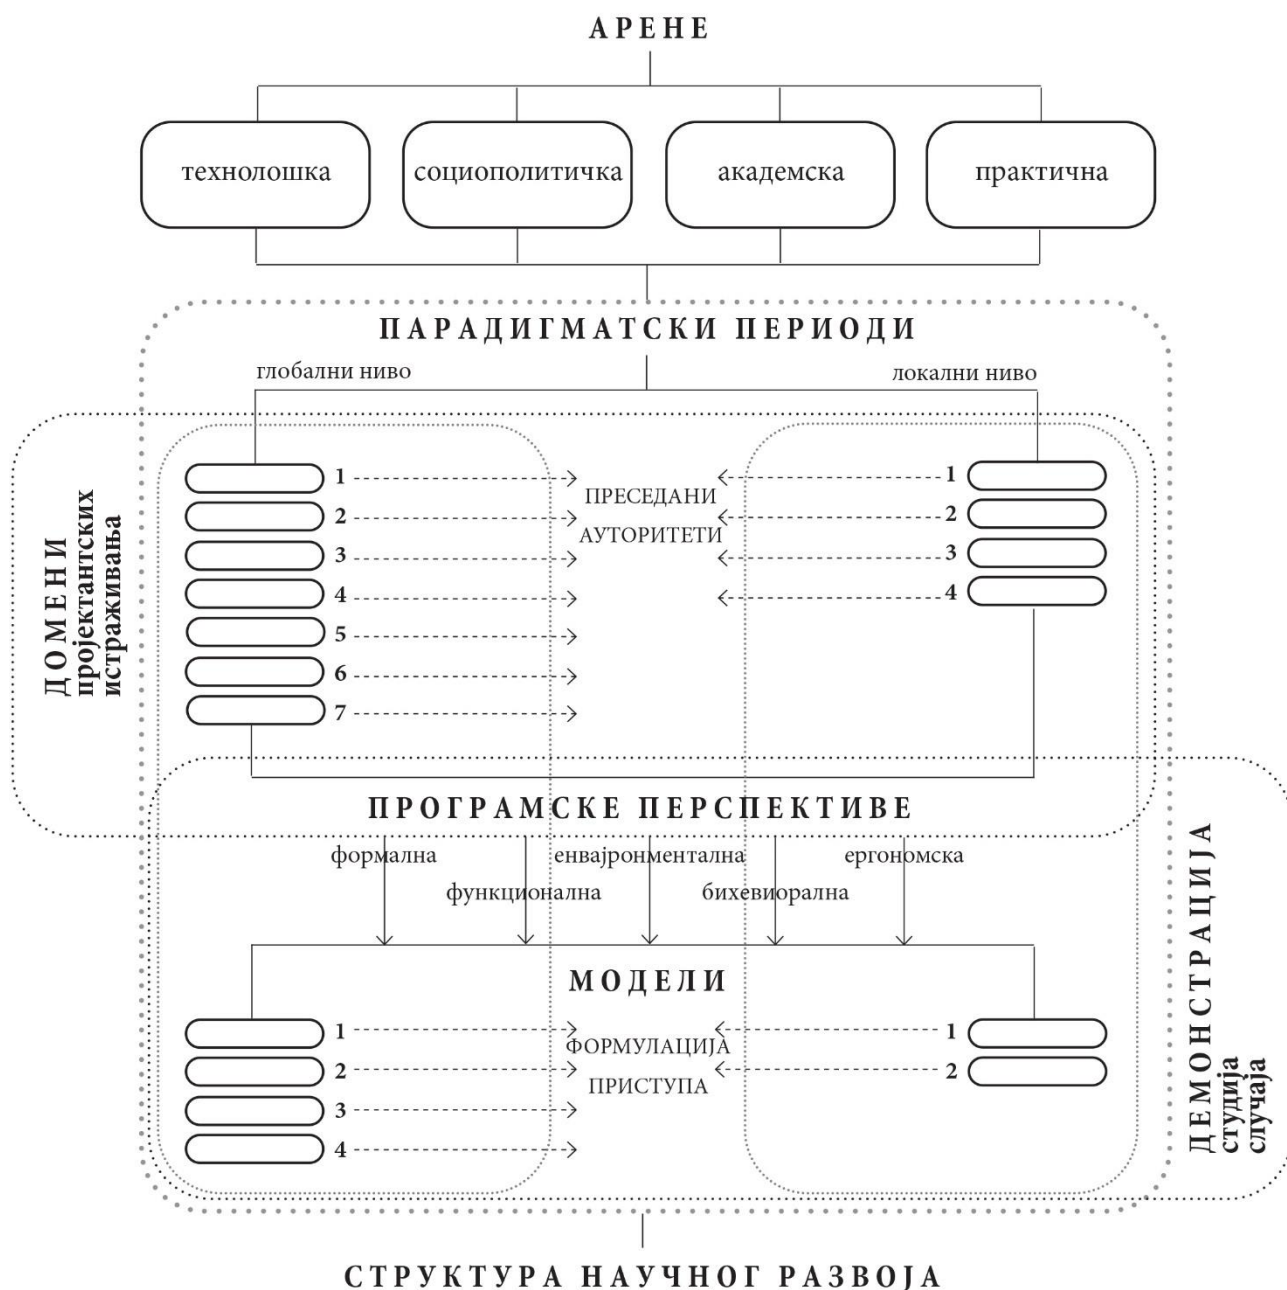 АРЕНЕ
технолошка
социополитичка
академска
практична
ПАРАДИГМАТСКИ ПЕРИОДИ
глобални ниво
локални ниво
ДОМЕНИ
пројектантских
истраживања
1
2
3
4
5
6
7
ПРЕСЕДАНИ
АУТОРИТЕТИ
1
2
3
4
ПРОГРАМСКЕ ПЕРСПЕКТИВЕ
формална
функционална
енвајронментална
бихевиорална
ергономска
МОДЕЛИ
1
2
3
4
ФОРМУЛАЦИЈА
ПРИСТУПА
1
2
ДЕМОНСТРАЦИЈА
студија
случаја
СТРУКТУРА НАУЧНОГ РАЗВОЈА